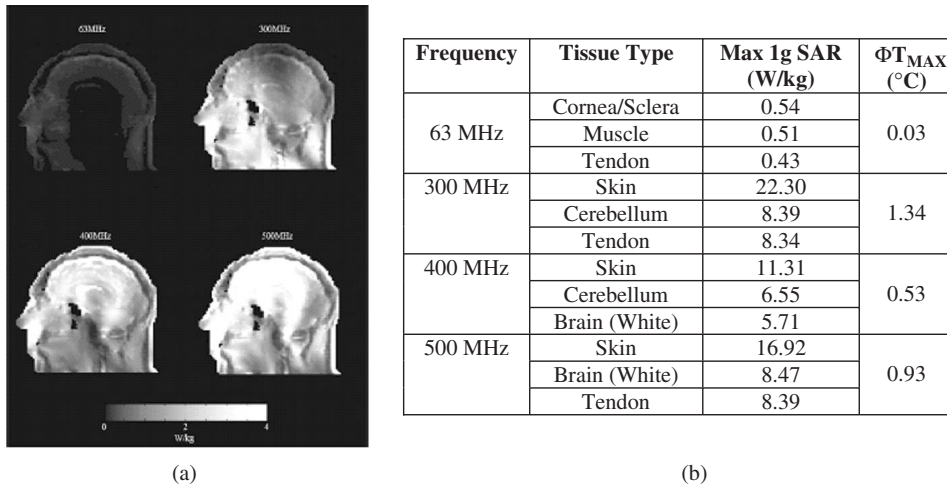 63MHz
300MHz
400MHz
500MHz
0 2 4
W/kg
(a)
Frequency Tissue Type Max 1g SAR (W/kg) ΦT_MAX (°C)
63 MHz Cornea/Sclera 0.54 0.03
Muscle 0.51
Tendon 0.43
300 MHz Skin 22.30 1.34
Cerebellum 8.39
Tendon 8.34
400 MHz Skin 11.31 0.53
Cerebellum 6.55
Brain (White) 5.71
500 MHz Skin 16.92 0.93
Brain (White) 8.47
Tendon 8.39
(b)